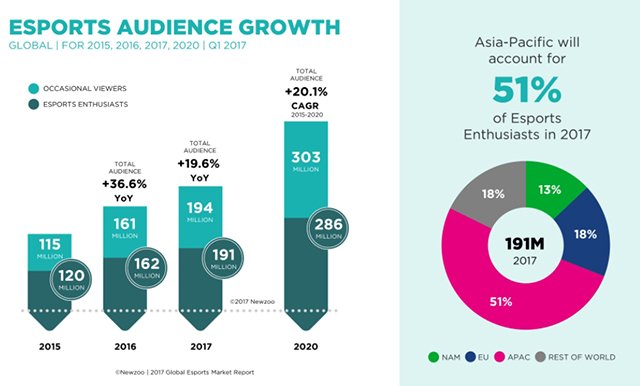 ESPORTS AUDIENCE GROWTH
GLOBAL | FOR 2015, 2016, 2017, 2020 | Q1 2017
OCCASIONAL VIEWERS
ESPORTS ENTHUSIASTS
TOTAL
AUDIENCE
+36.6%
YoY
TOTAL
AUDIENCE
+19.6%
YoY
TOTAL
AUDIENCE
+20.1%
CAGR
2015-2020
115
MILLION
120
MILLION
161
MILLION
162
MILLION
194
MILLION
191
MILLION
303
MILLION
286
MILLION
©2017 Newzoo
2015
2016
2017
2020
©Newzoo | 2017 Global Esports Market Report
Asia-Pacific will
account for
51%
of Esports
Enthusiasts in 2017
13%
18%
51%
18%
191M
2017
NAM
EU
APAC
REST OF WORLD